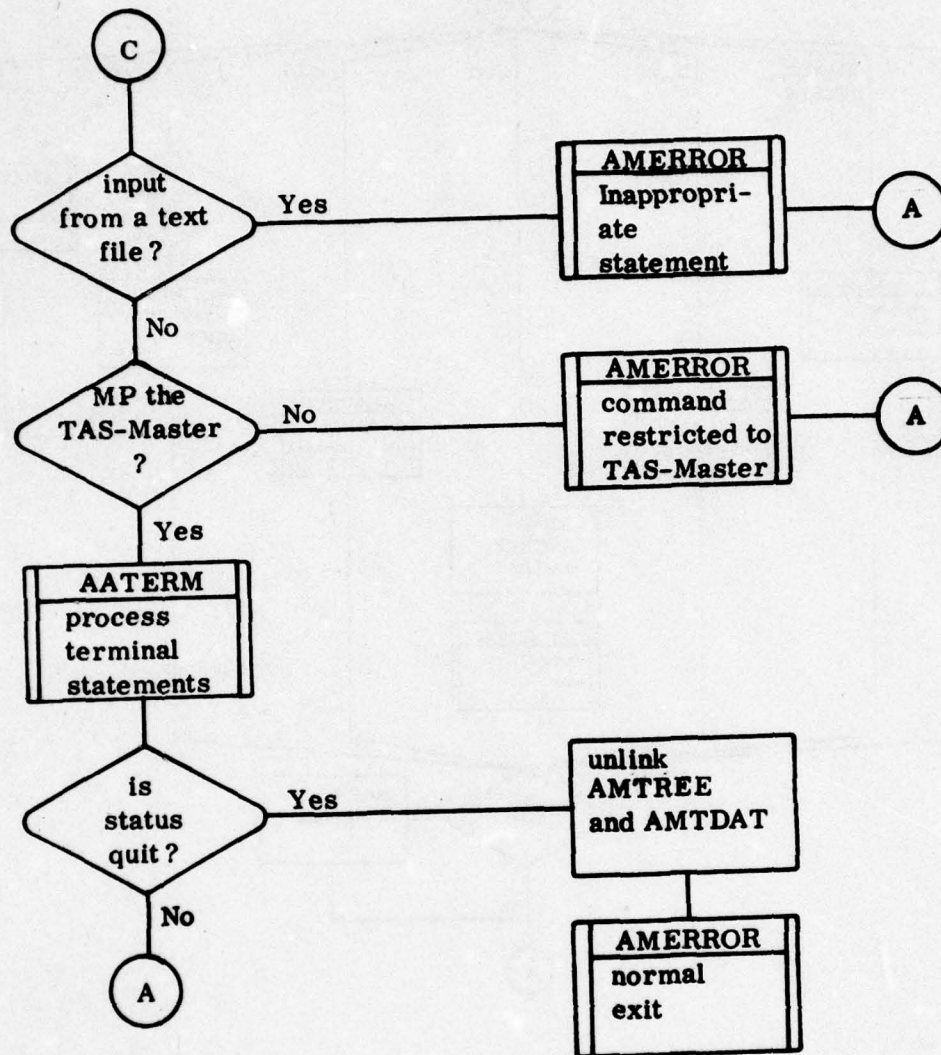 C
input
from a text
file?
Yes
AMERROR
Inappropri-
ate
statement
A
No
MP the
TAS-Master
?
No
AMERROR
command
restricted to
TAS-Master
A
Yes
AATERM
process
terminal
statements
is
status
quit?
Yes
unlink
AMTREE
and AMTDAT
No
A
AMERROR
normal
exit